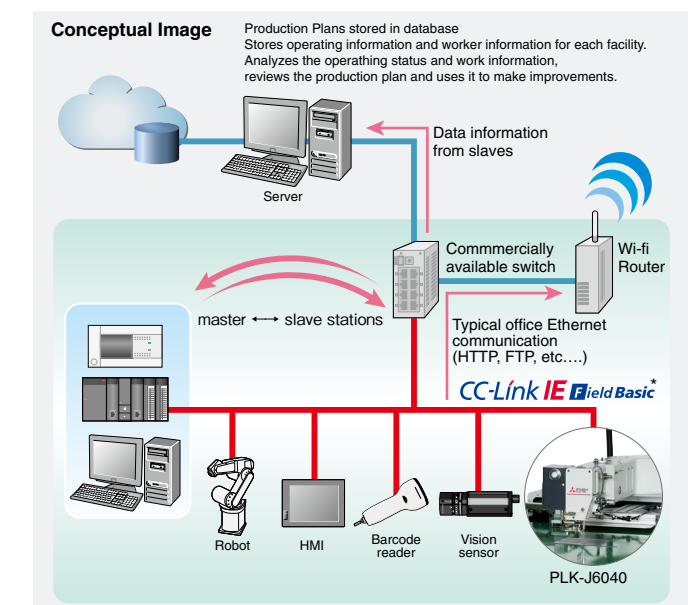 Conceptual Image
Production Plans stored in database
Stores operating information and worker information for each facility.
Analyzes the operathing status and work information,
reviews the production plan and uses it to make improvements.
Data information
from slaves
Server
Commmercially
available switch
Wi-fi
Router
master ←→ slave stations
Typical office Ethernet
communication
(HTTP, FTP, etc….)
CC-Link IE Field Basic*
Robot
HMI
Barcode
reader
Vision
sensor
PLK-J6040